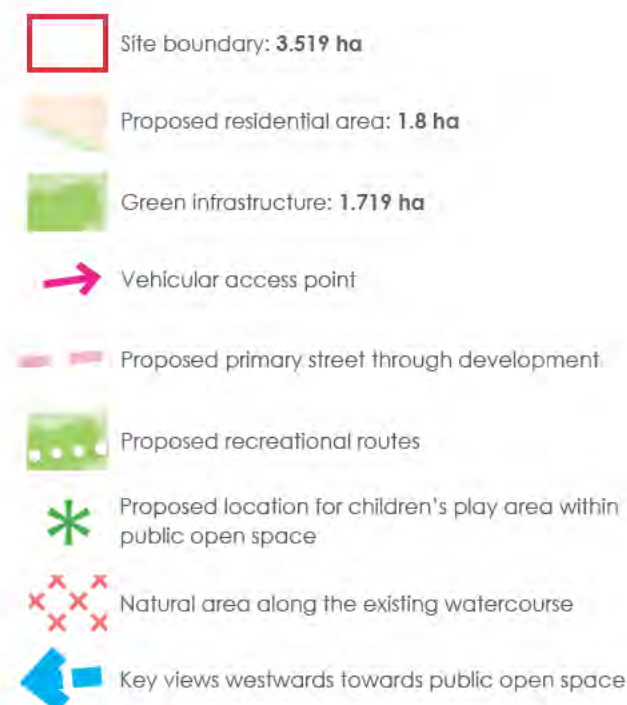 Site boundary: 3.519 ha
Proposed residential area: 1.8 ha
Green infrastructure: 1.719 ha
Vehicular access point
Proposed primary street through development
Proposed recreational routes
Proposed location for children's play area within
public open space
Natural area along the existing watercourse
Key views westwards towards public open space